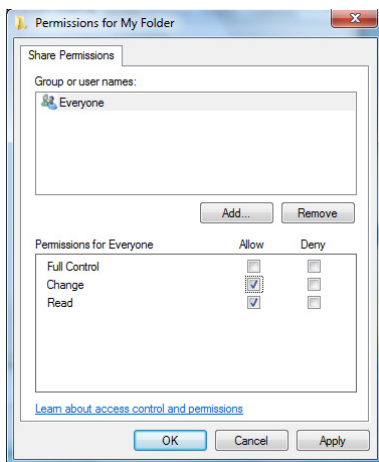 Permissions for My Folder
Share Permissions
Group or user names:
Everyone
Add... Remove
Permissions for Everyone Allow Deny
Full Control
Change
Read
Learn about access control and permissions
OK Cancel Apply